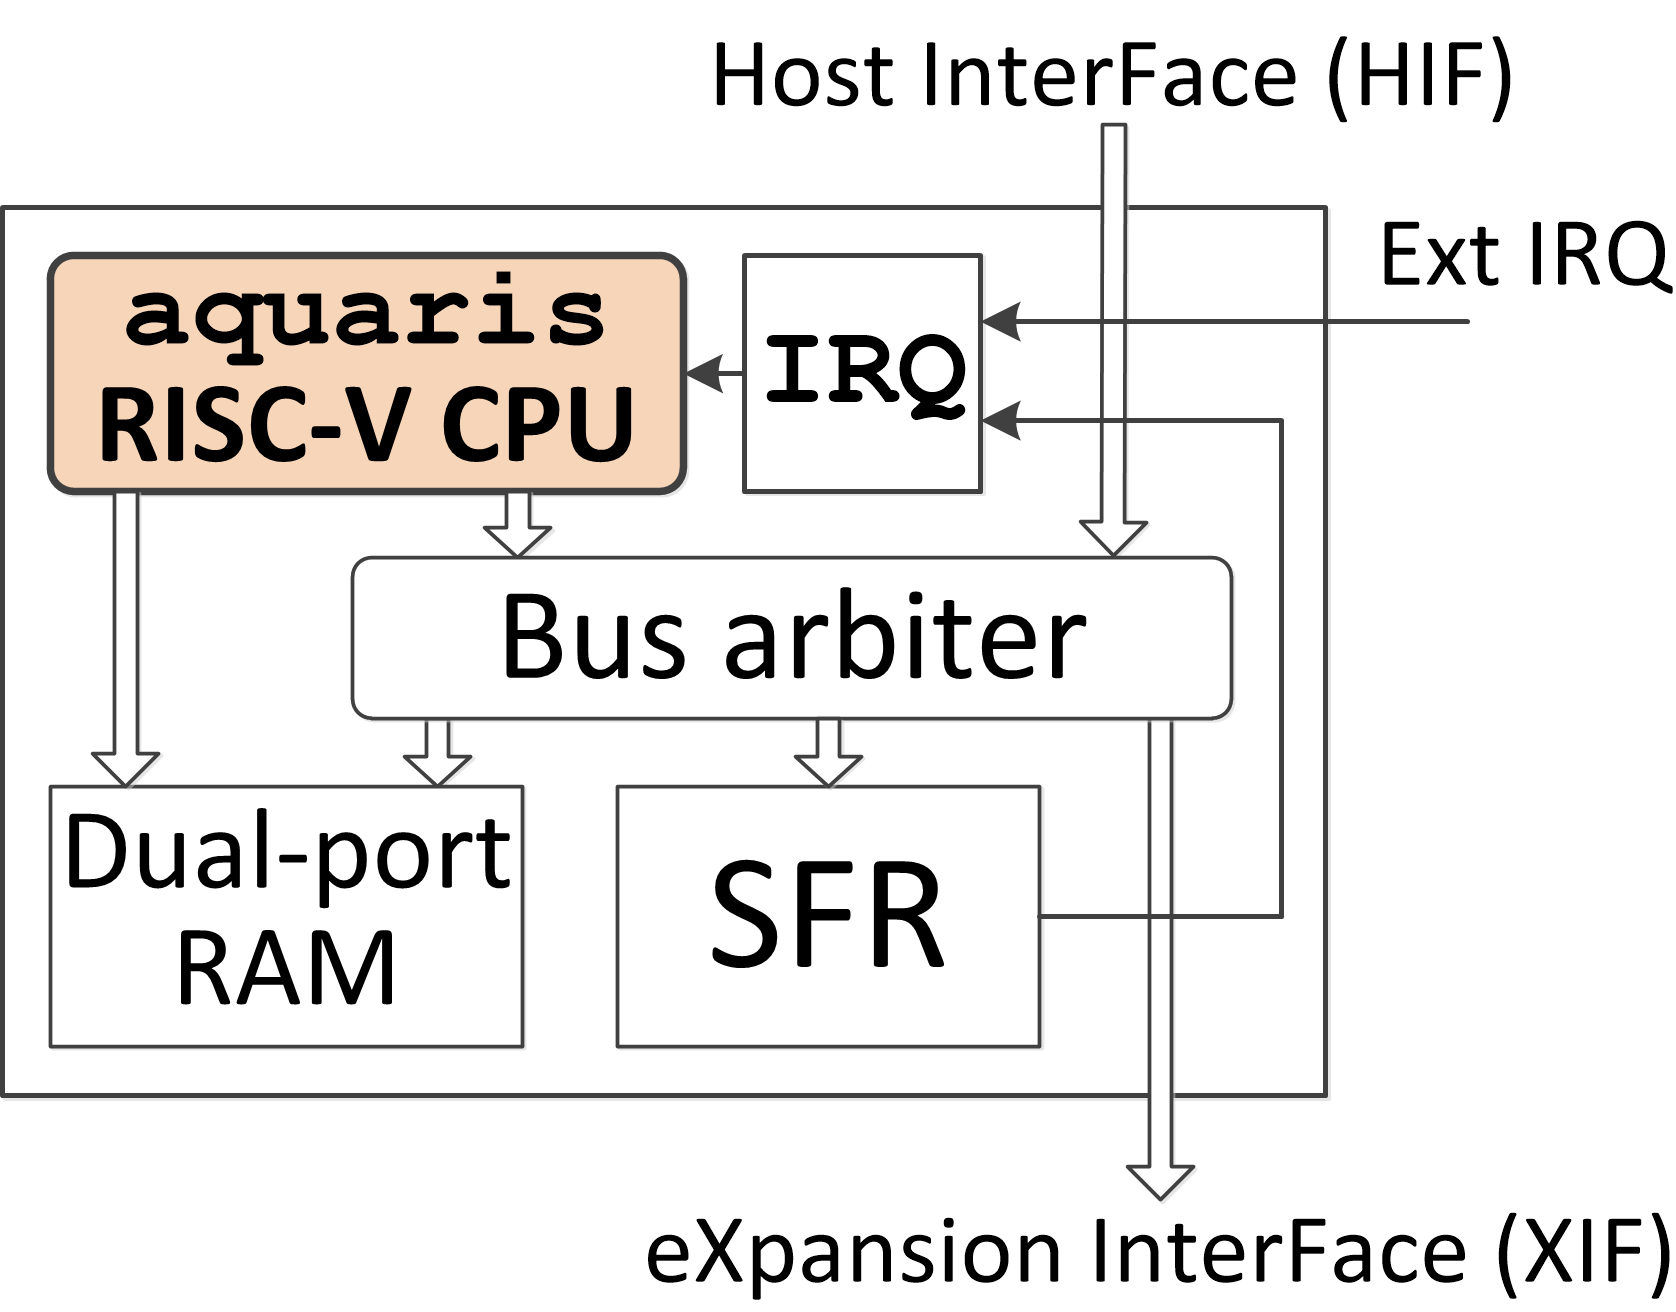 Host InterFace (HIF)
Ext IRQ
aquaris
RISC-V CPU
IRQ
Bus arbiter
Dual-port
RAM
SFR
eXpansion InterFace (XIF)